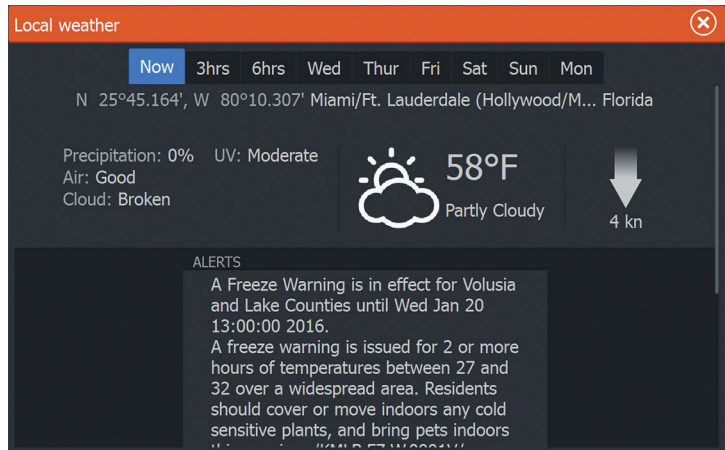 Local weather
Now 3hrs 6hrs Wed Thur Fri Sat Sun Mon
N 25º45.164', W 80º10.307' Miami/Ft. Lauderdale (Hollywood/M... Florida
Precipitation: 0% UV: Moderate
Air: Good
Cloud: Broken
58°F
Partly Cloudy
4 kn
ALERTS
A Freeze Warning is in effect for Volusia
and Lake Counties until Wed Jan 20
13:00:00 2016.
A freeze warning is issued for 2 or more
hours of temperatures between 27 and
32 over a widespread area. Residents
should cover or move indoors any cold
sensitive plants, and bring pets indoors